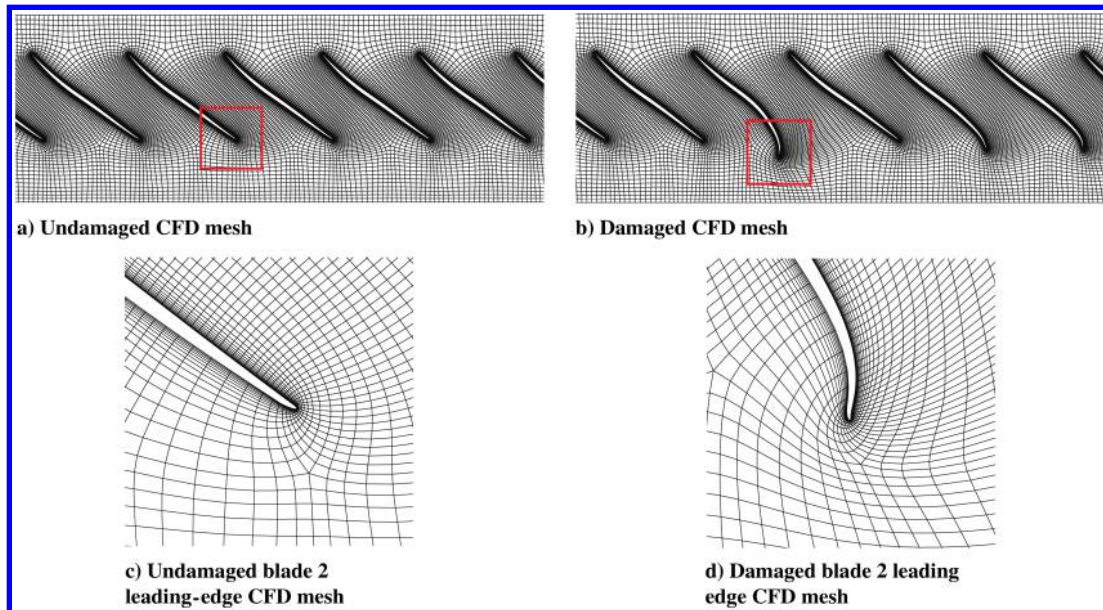 a) Undamaged CFD mesh
b) Damaged CFD mesh
c) Undamaged blade 2
leading-edge CFD mesh
d) Damaged blade 2 leading
edge CFD mesh